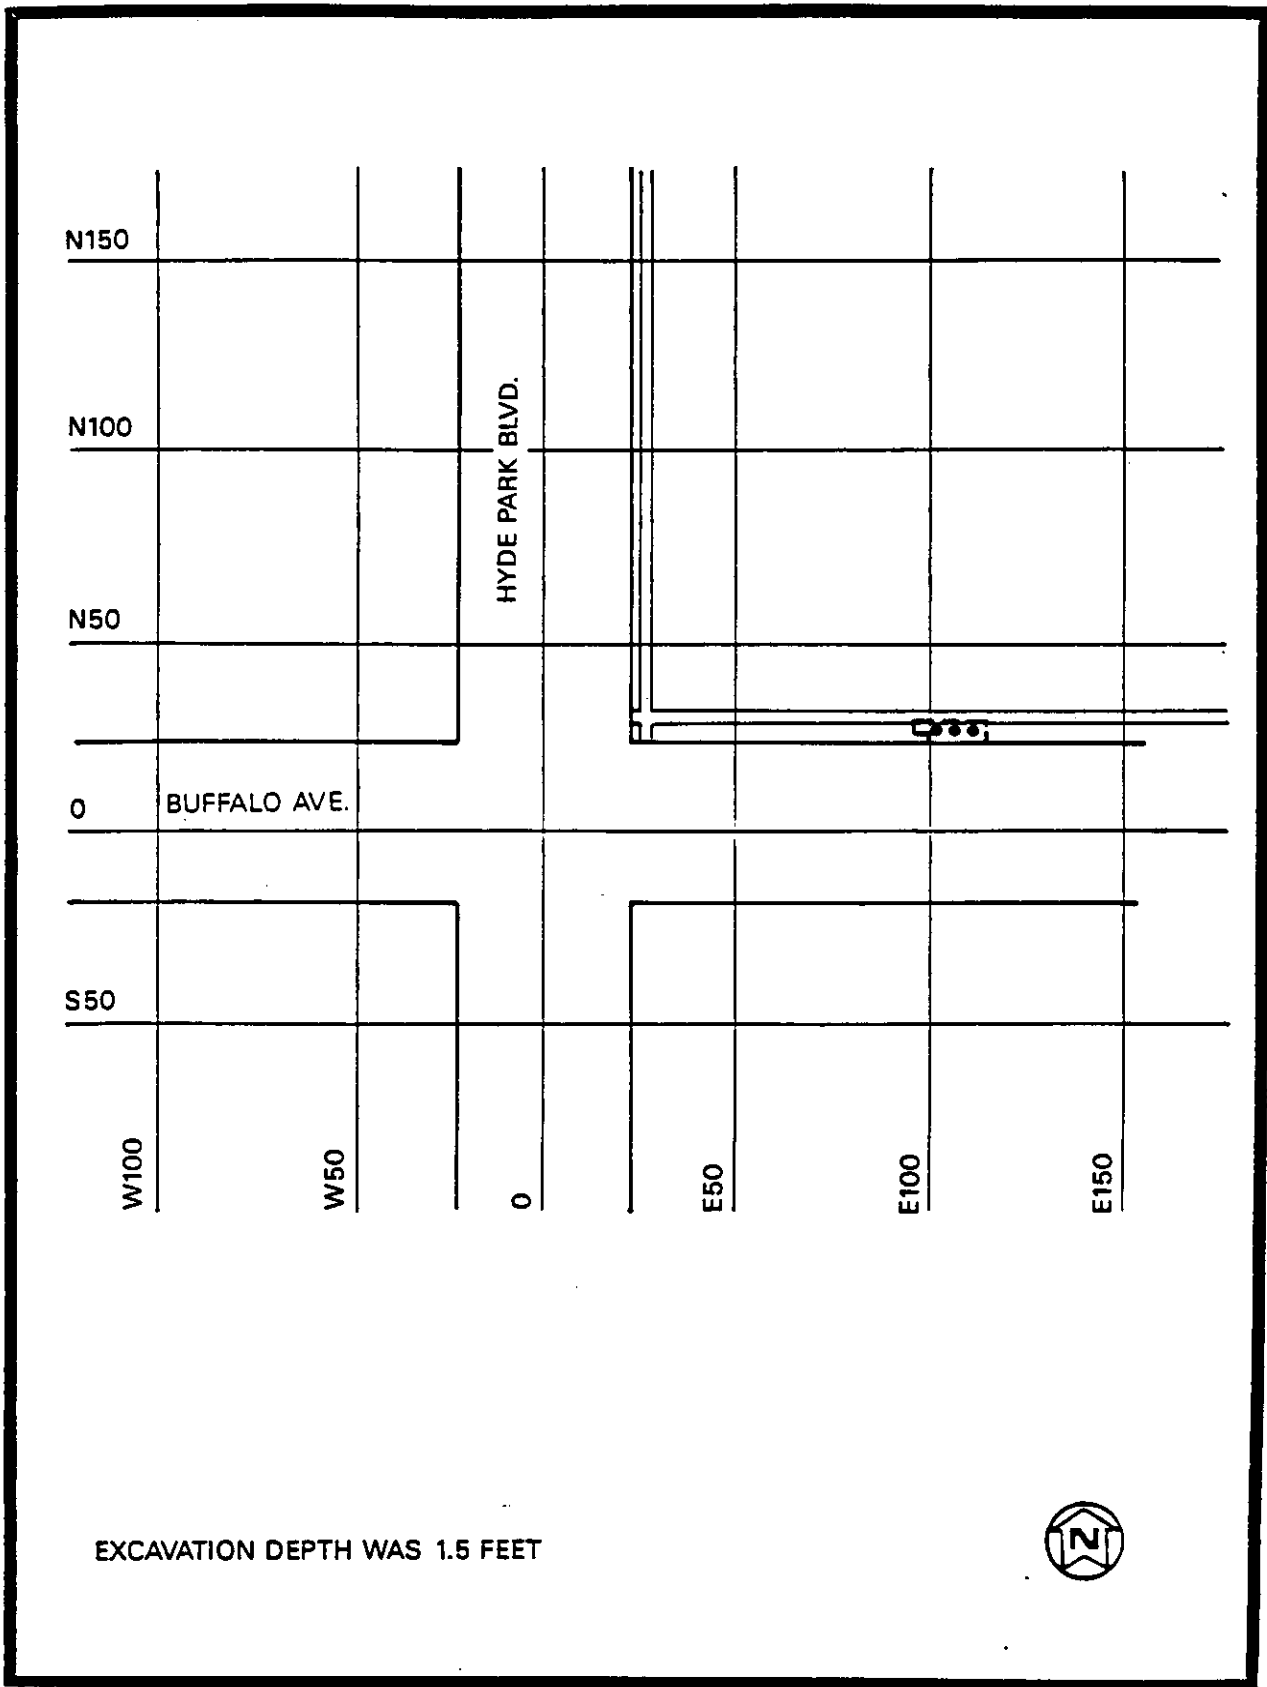 N150
N100
HYDE PARK BLVD.
N50
0
BUFFALO AVE.
S50
W100
W50
0
E50
E100
E150
EXCAVATION DEPTH WAS 1.5 FEET
N